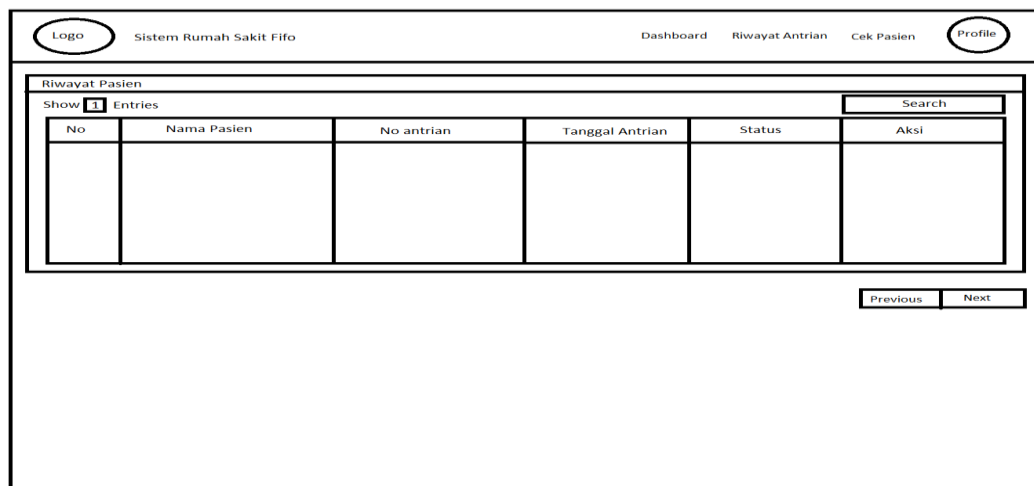 Logo Sistem Rumah Sakit Fifo Dashboard Riwayat Antrian Cek Pasien Profile
Riwayat Pasien
Show 1 Entries Search
No Nama Pasien No antrian Tanggal Antrian Status Aksi
Previous Next